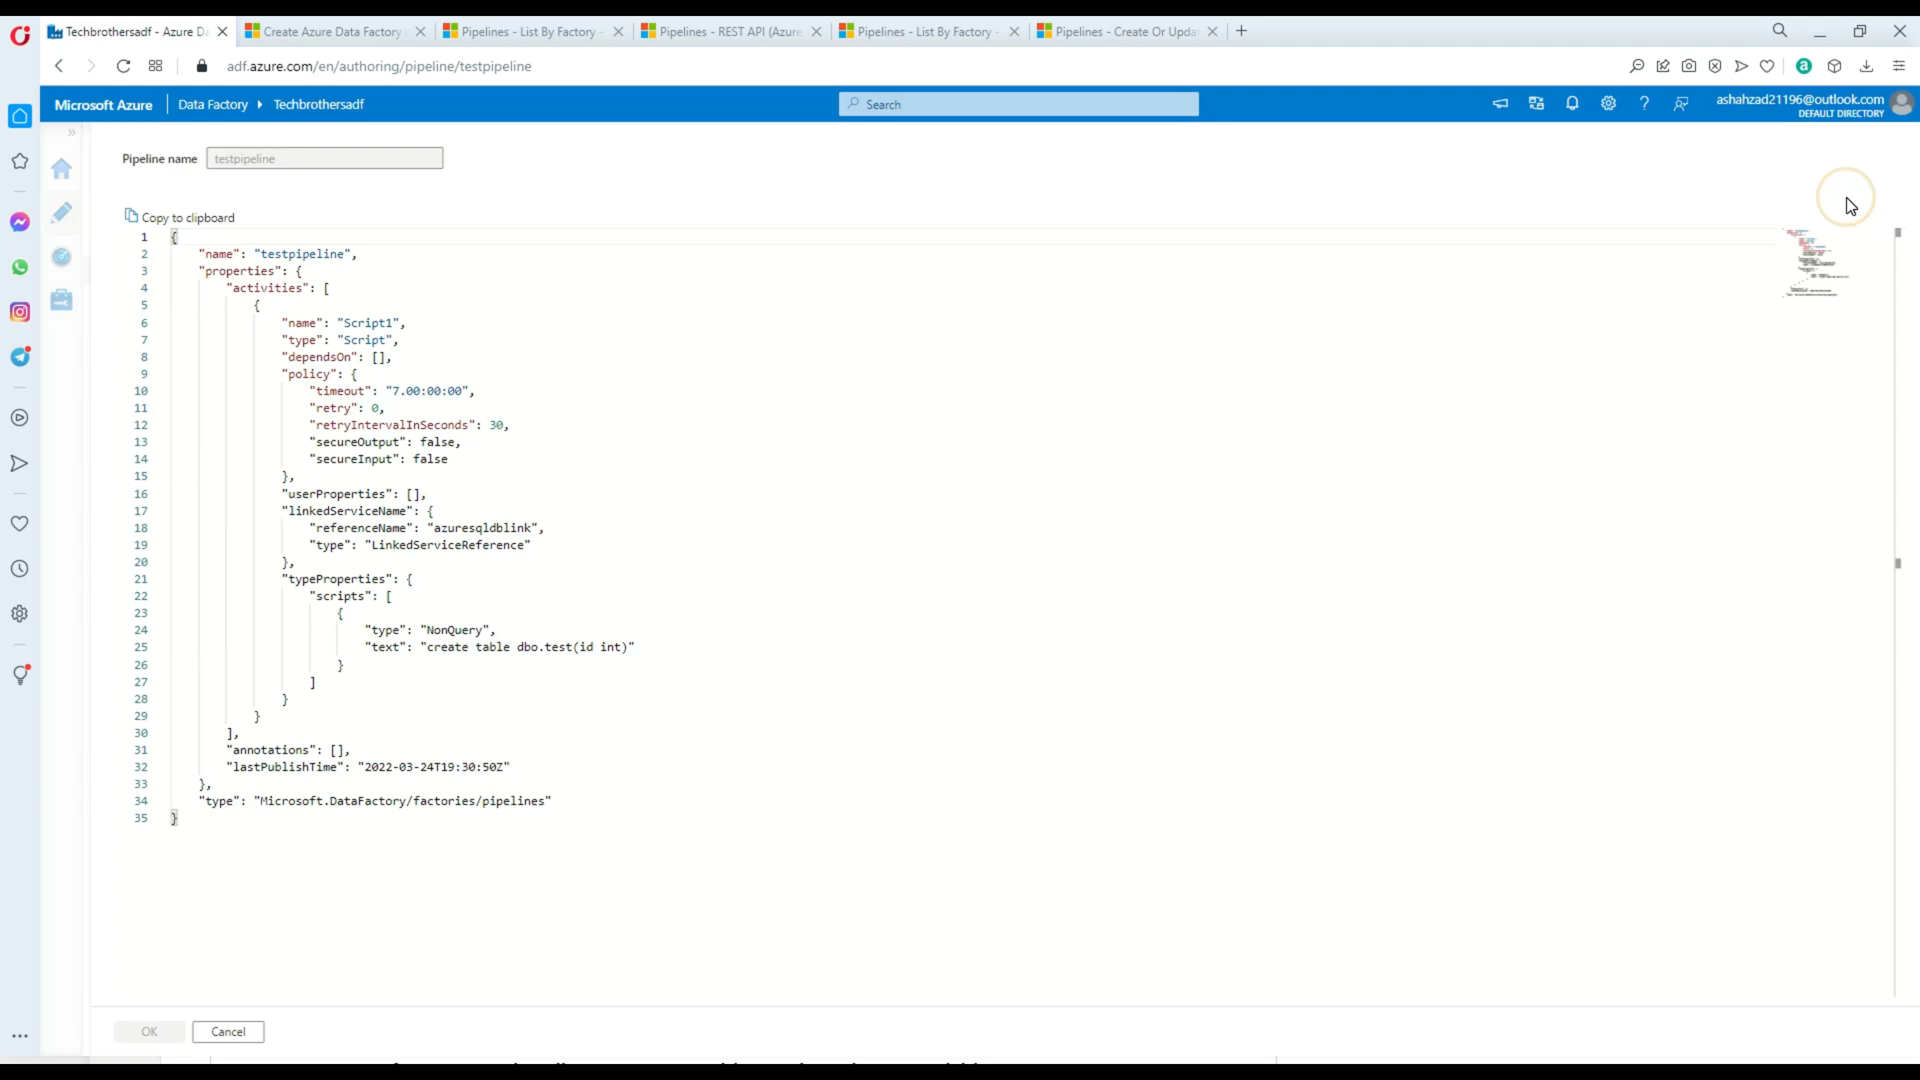 Techbrothersadf - Azure Da
Create Azure Data Factory
Pipelines - List By Factory -
Pipelines - REST API (Azure
Pipelines - List By Factory -
Pipelines - Create Or Upda
adf.azure.com/en/authoring/pipeline/testpipeline
Microsoft Azure
Data Factory
Techbrothersadf
Search
ashahzad21196@outlook.com
DEFAULT DIRECTORY
Pipeline name
testpipeline
Copy to clipboard
1 {
2 "name": "testpipeline",
3 "properties": {
4 "activities": [
5 {
6 "name": "Script1",
7 "type": "Script",
8 "dependsOn": [],
9 "policy": {
10 "timeout": "7.00:00:00",
11 "retry": 0,
12 "retryIntervalInSeconds": 30,
13 "secureOutput": false,
14 "secureInput": false
15 },
16 "userProperties": [],
17 "linkedServiceName": {
18 "referenceName": "azuresqldblink",
19 "type": "LinkedServiceReference"
20 },
21 "typeProperties": {
22 "scripts": [
23 {
24 "type": "NonQuery",
25 "text": "create table dbo.test(id int)"
26 }
27 ]
28 }
29 }
30 ],
31 "annotations": [],
32 "lastPublishTime": "2022-03-24T19:30:50Z"
33 },
34 "type": "Microsoft.DataFactory/factories/pipelines"
35 }
OK
Cancel